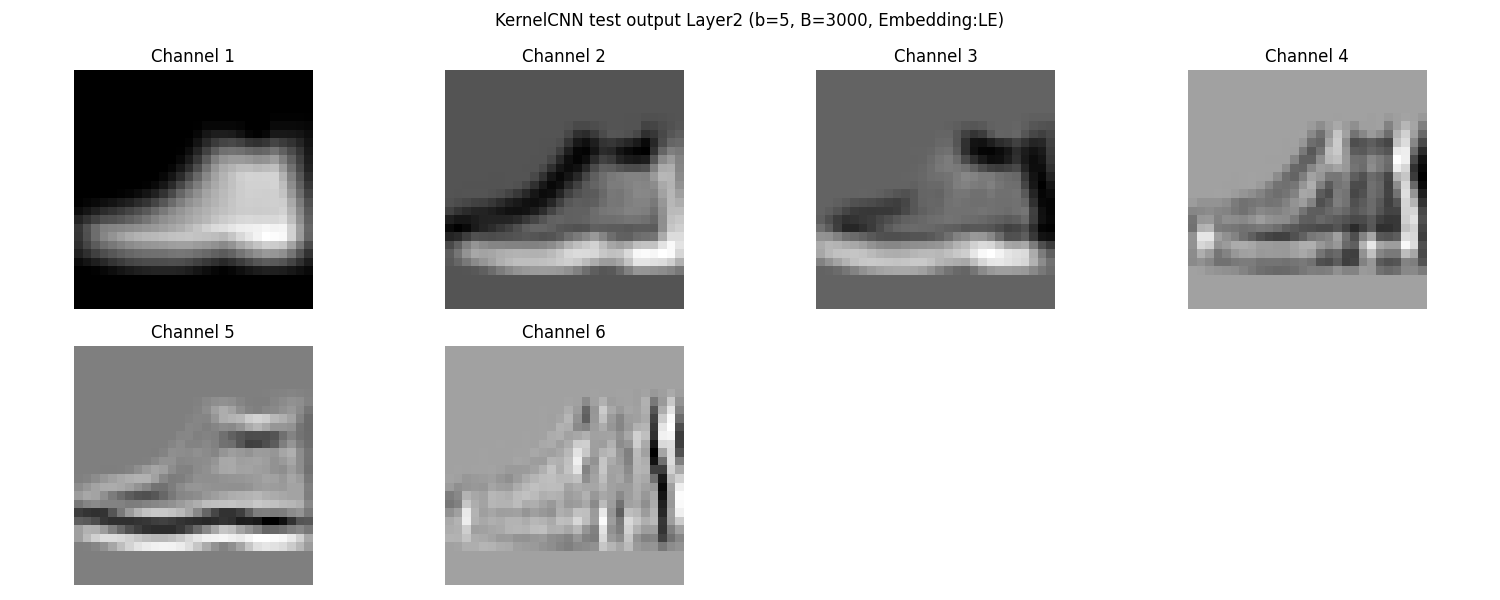 KernelCNN test output Layer2 (b=5, B=3000, Embedding:LE)
Channel 1
Channel 2
Channel 3
Channel 4
Channel 5
Channel 6